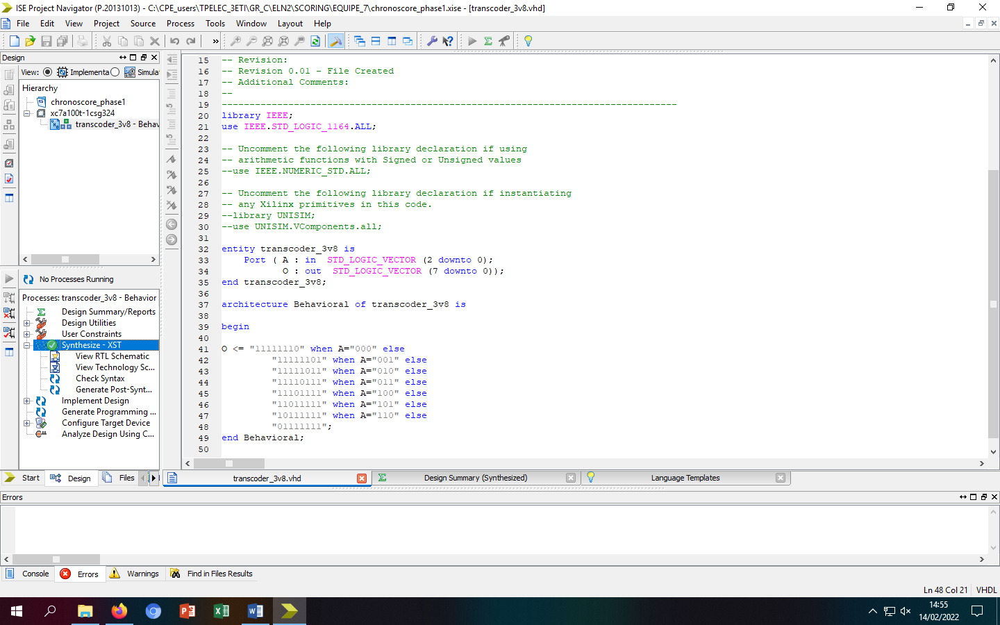 ISE Project Navigator (P.20131013) - C:\CPE_users\TPELEC_3ETI\GR_C\ELN2\SCORING\EQUIPE_7\chronoscore_phase1.xise - [transcoder_3v8.vhd]
File Edit View Project Source Process Tools Window Layout Help
Design
View: Implementa Simula
Hierarchy
chronoscore_phase1
xc7a100t-1csg324
transcoder_3v8 - Behav
No Processes Running
Processes: transcoder_3v8 - Behavior
Design Summary/Reports
Design Utilities
User Constraints
Synthesize - XST
View RTL Schematic
View Technology Sc...
Check Syntax
Generate Post-Synt...
Implement Design
Generate Programming ...
Configure Target Device
Analyze Design Using C...
Start Design Files
15 -- Revision:
16 -- Revision 0.01 - File Created
17 -- Additional Comments:
18 --
19 ----------------------------------------------------------------------------------
20 library IEEE;
21 use IEEE.STD_LOGIC_1164.ALL;
22
23 -- Uncomment the following library declaration if using
24 -- arithmetic functions with Signed or Unsigned values
25 --use IEEE.NUMERIC_STD.ALL;
26
27 -- Uncomment the following library declaration if instantiating
28 -- any Xilinx primitives in this code.
29 --library UNISIM;
30 --use UNISIM.VComponents.all;
31
32 entity transcoder_3v8 is
33 Port ( A : in STD_LOGIC_VECTOR (2 downto 0);
34 O : out STD_LOGIC_VECTOR (7 downto 0));
35 end transcoder_3v8;
36
37 architecture Behavioral of transcoder_3v8 is
38
39 begin
40
41 O <= "11111110" when A="000" else
42 "11111101" when A="001" else
43 "11111011" when A="010" else
44 "11110111" when A="011" else
45 "11101111" when A="100" else
46 "11011111" when A="101" else
47 "10111111" when A="110" else
48 "01111111";
49 end Behavioral;
50
transcoder_3v8.vhd Design Summary (Synthesized) Language Templates
Errors
Console Errors Warnings Find in Files Results
Ln 48 Col 21 VHDL
14:55
14/02/2022